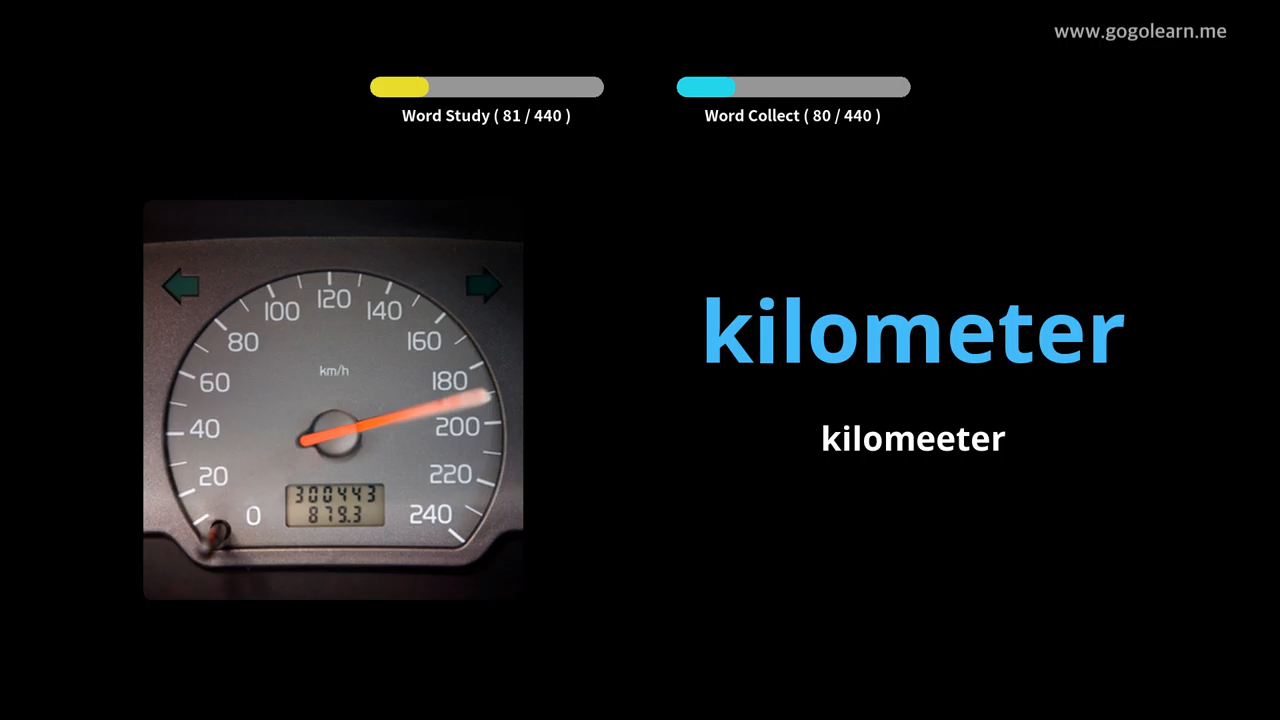 www.gogolearn.me
Word Study ( 81 / 440 )
Word Collect ( 80 / 440 )
120
100
140
80
160
km/h
60
180
40
200
20
220
300443
0
879.3
240
kilometer
kilomeeter